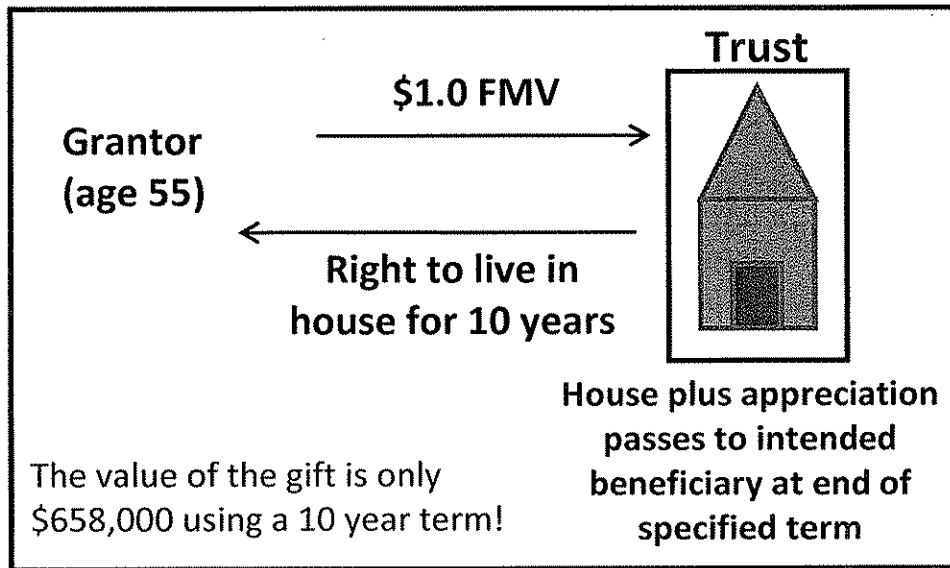 Trust
$1.0 FMV
Grantor
(age 55)
Right to live in
house for 10 years
House plus appreciation
passes to intended
beneficiary at end of
specified term
The value of the gift is only
$658,000 using a 10 year term!